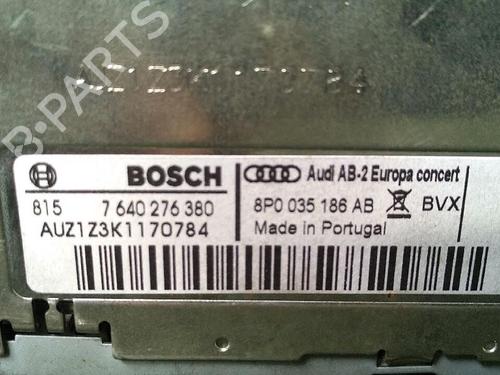 B-PARTS
AUZ1Z3K1170784
BOSCH Audi AB-2 Europa concert
815 7 640 276 380 8P0 035 186 AB BVX
AUZ1Z3K1170784 Made in Portugal